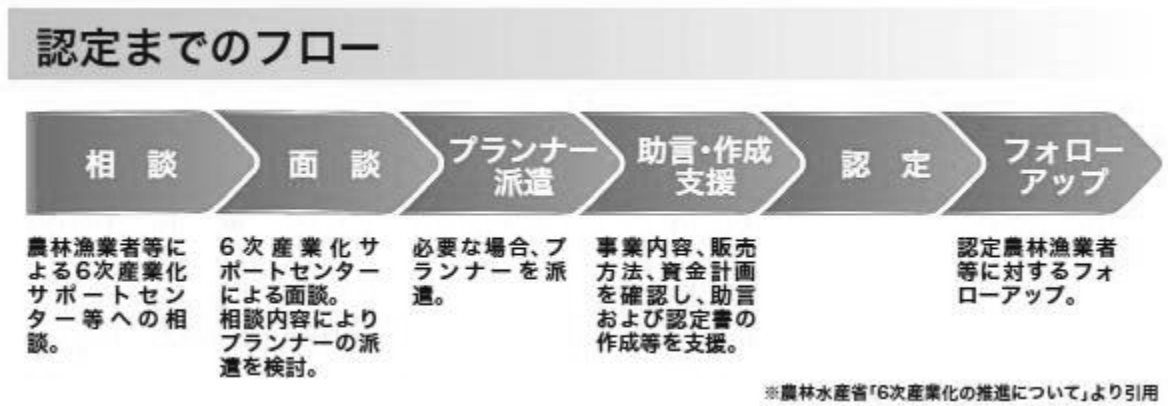 認定までのフロー
相 談
面 談
プランナー
派遣
助言・作成
支援
認 定
フォロー
アップ
農林漁業者等に
よる6次産業化
サポートセン
ター等への相
談。
6次産業化サ
ポートセンター
による面談。
相談内容により
プランナーの派
遣を検討。
必要な場合、プ
ランナーを派
遣。
事業内容、販売
方法、資金計画
を確認し、助言
および認定書の
作成等を支援。
認定農林漁業者
等に対するフォ
ローアップ。
※農林水産省「6次産業化の推進について」より引用